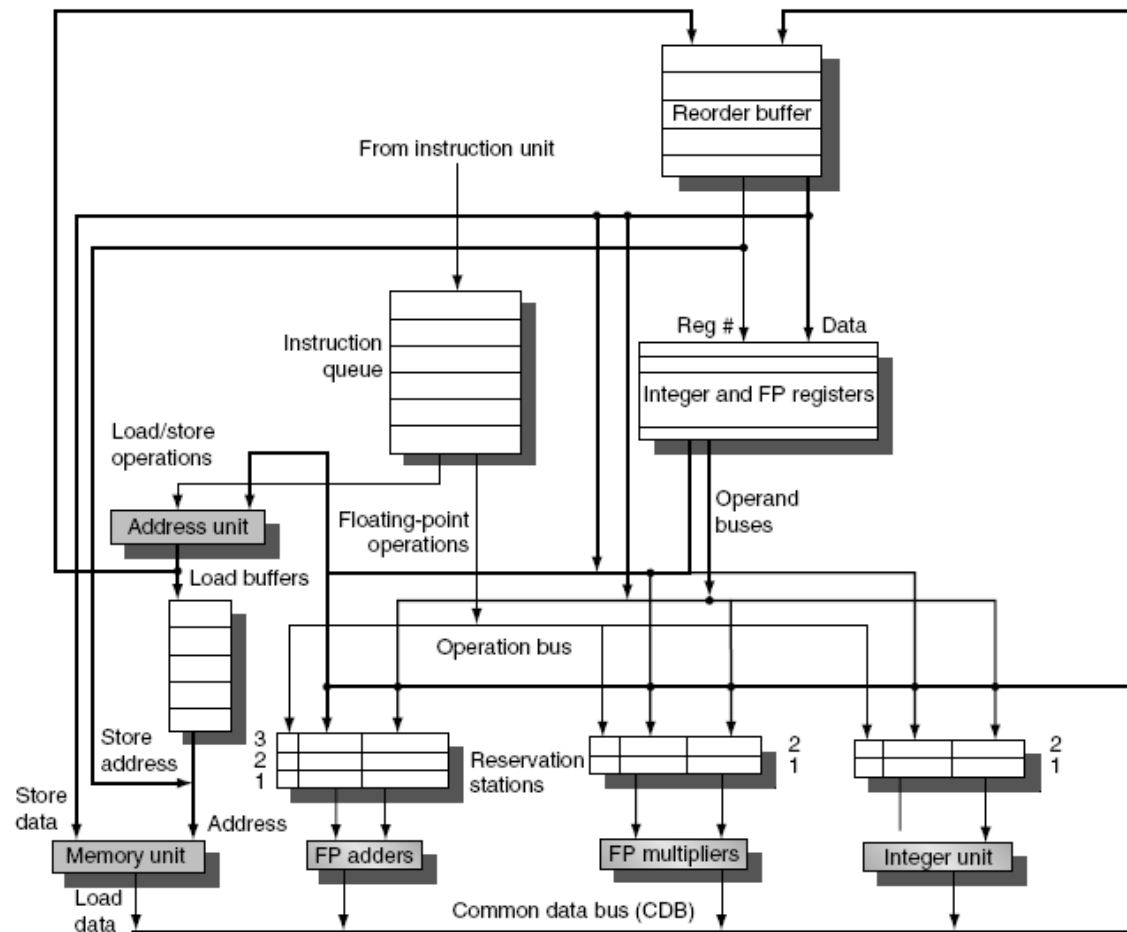 Reorder buffer
From instruction unit
Reg #
Data
Instruction
queue
Integer and FP registers
Load/store
operations
Operand
buses
Address unit
Floating-point
operations
Load buffers
Operation bus
Store
address
3
2
1
Reservation
stations
2
1
2
1
Store
data
Address
Memory unit
FP adders
FP multipliers
Integer unit
Load
data
Common data bus (CDB)